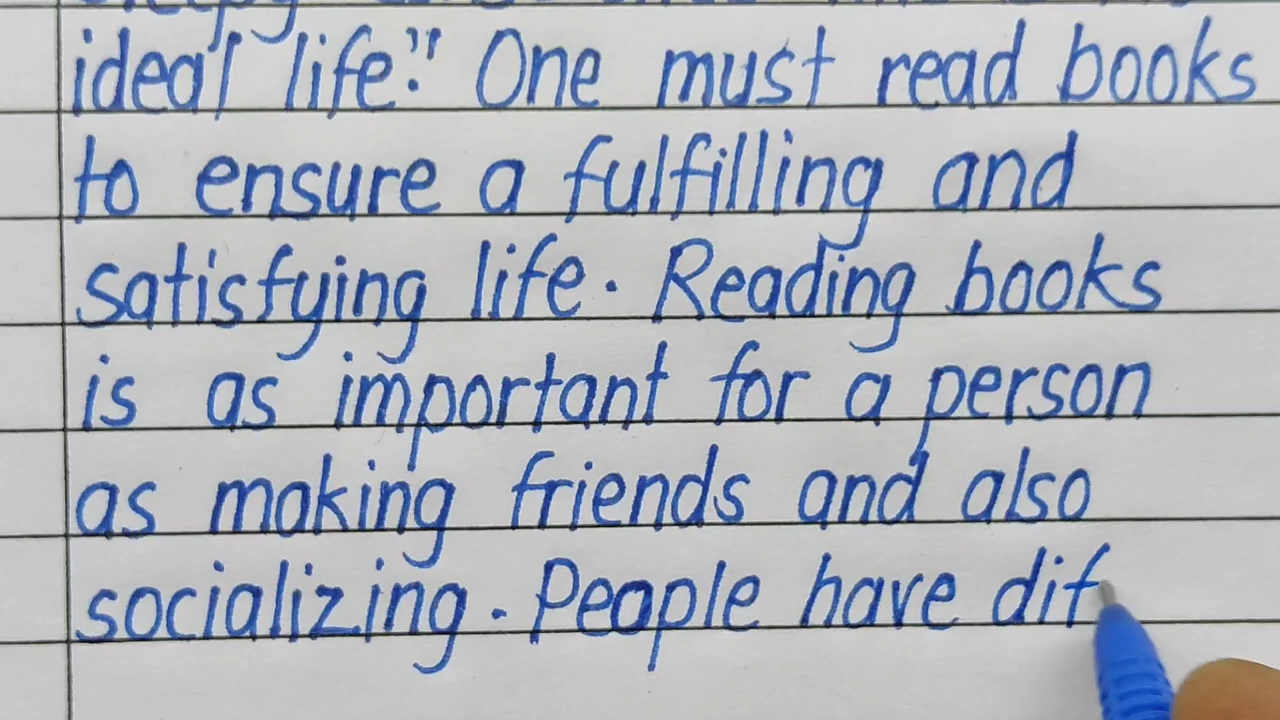 ideal life." One must read books
to ensure a fulfilling and
satisfying life. Reading books
is as important for a person
as making friends and also
socializing. People have dif